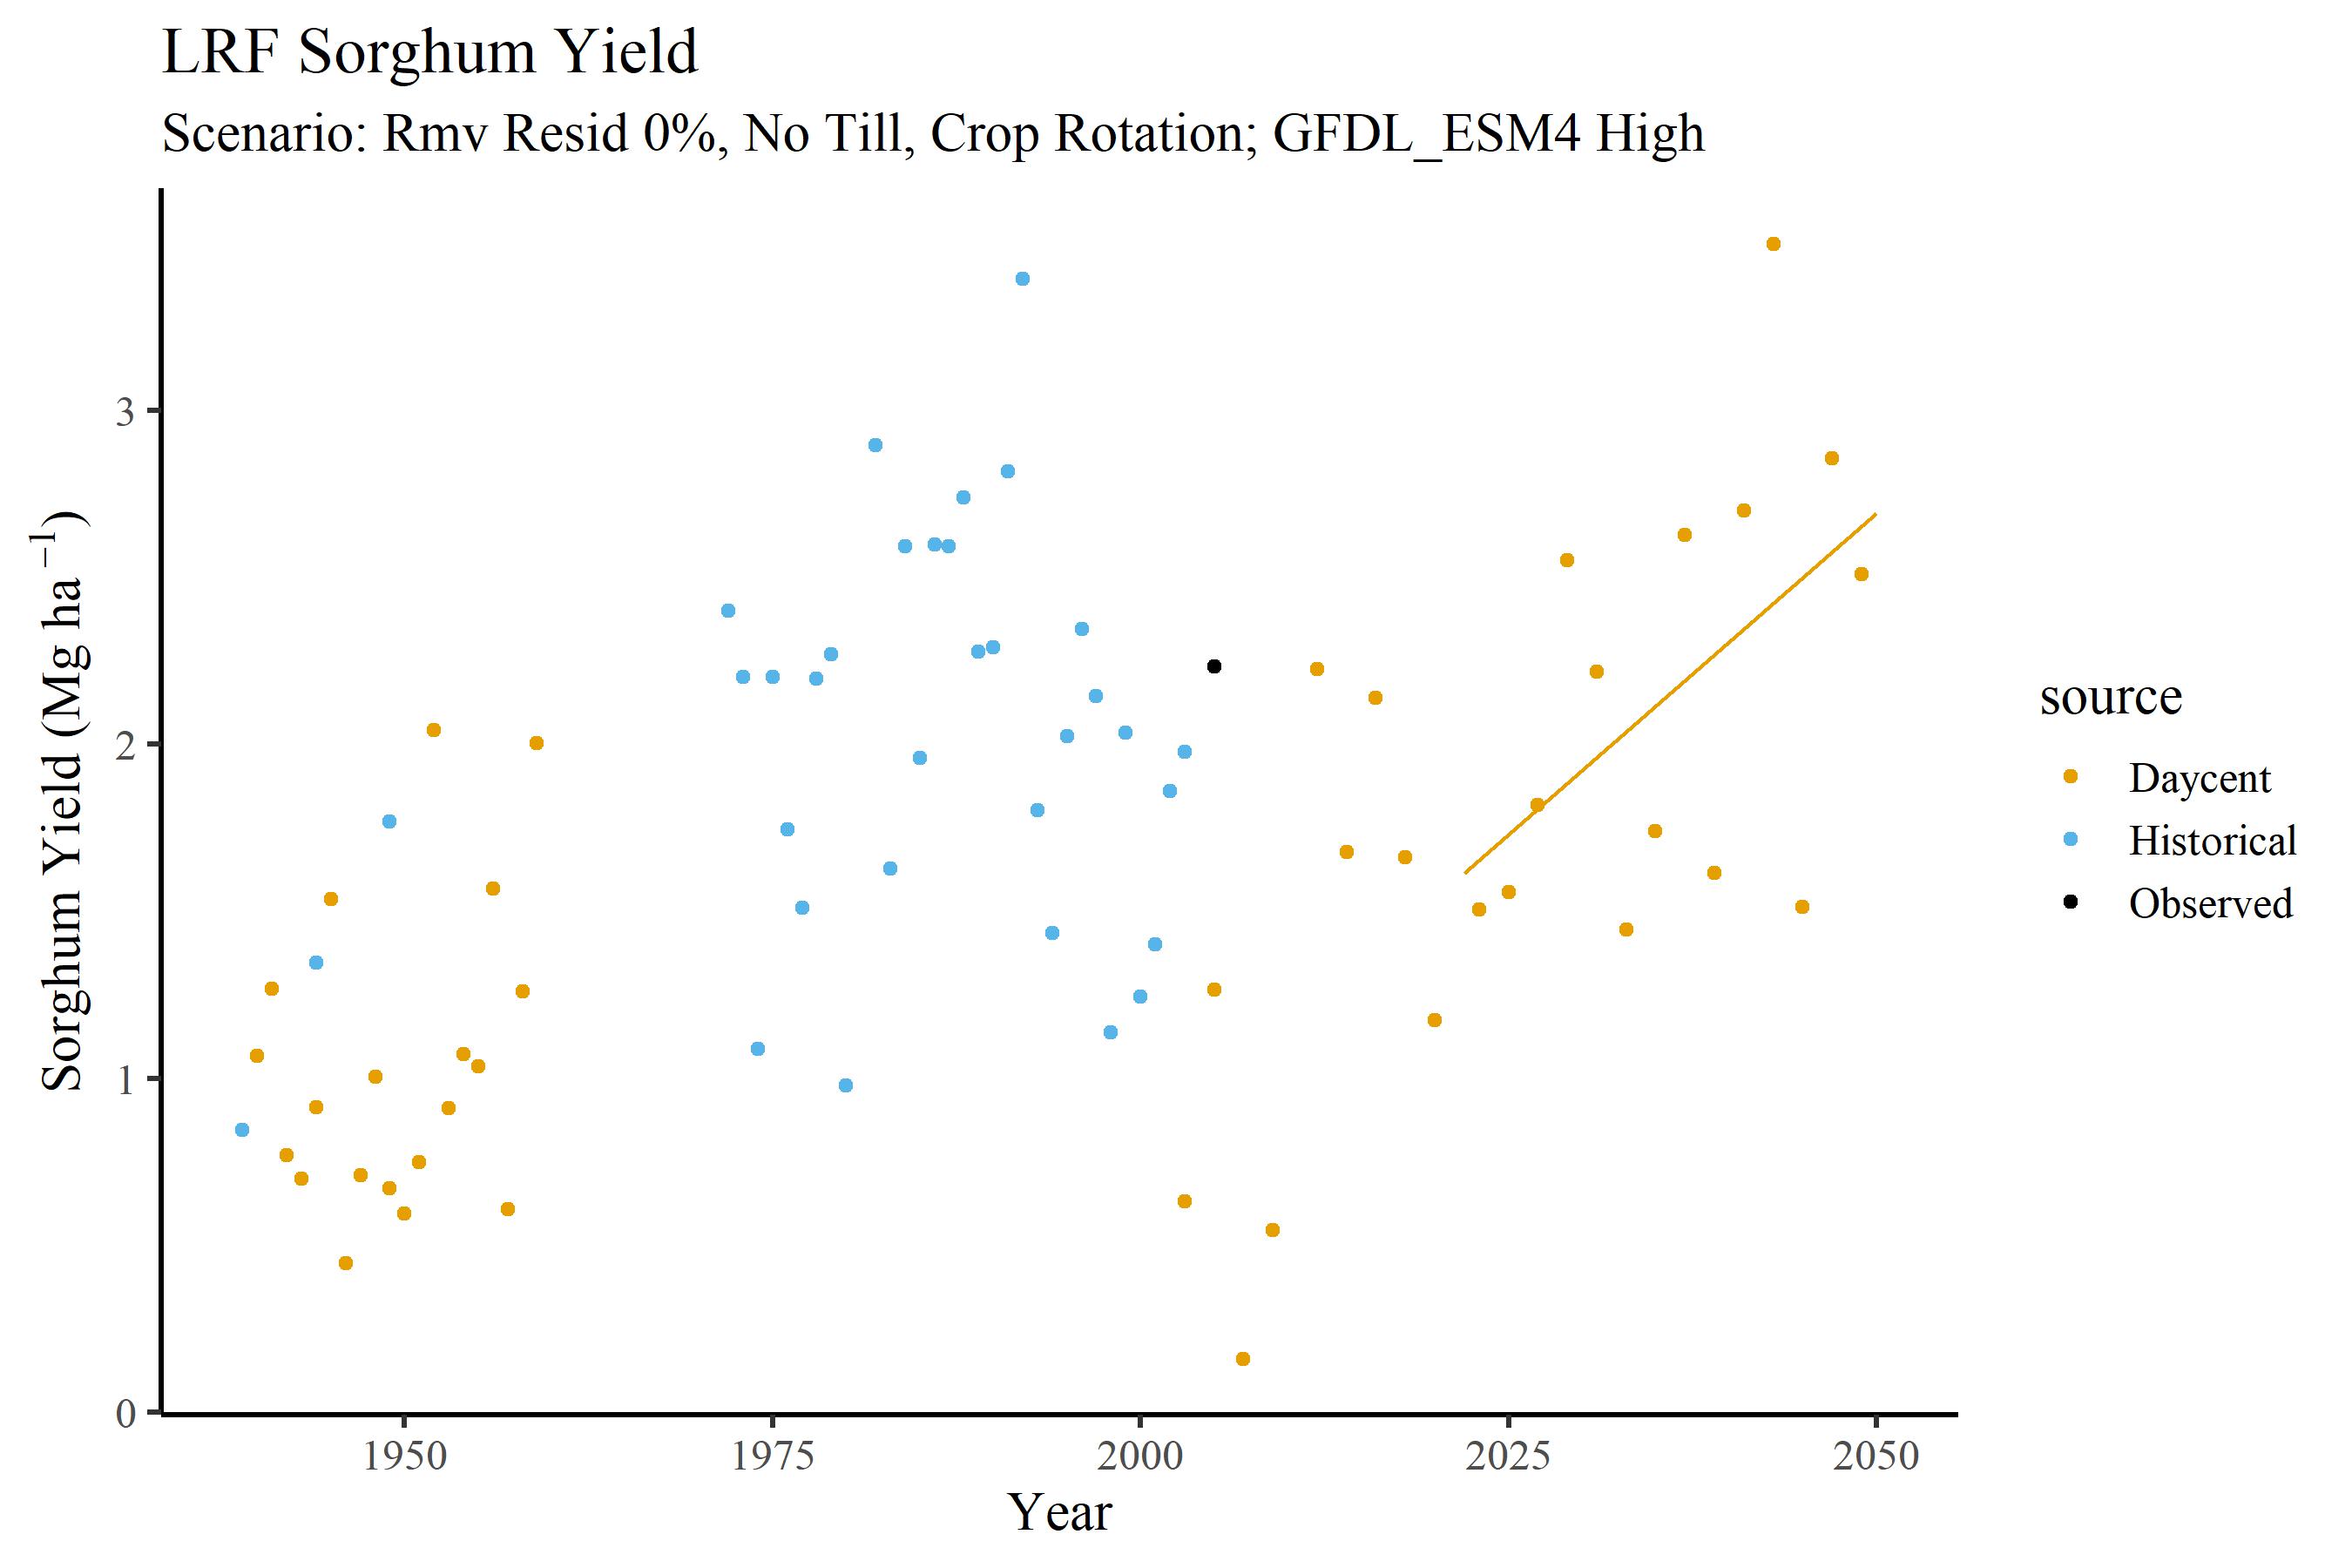 LRF Sorghum Yield
Scenario: Rmv Resid 0%, No Till, Crop Rotation; GFDL_ESM4 High
Sorghum Yield (Mg ha⁻¹)
3
2
1
0
1950 1975 2000 2025 2050
Year
source
Daycent
Historical
Observed